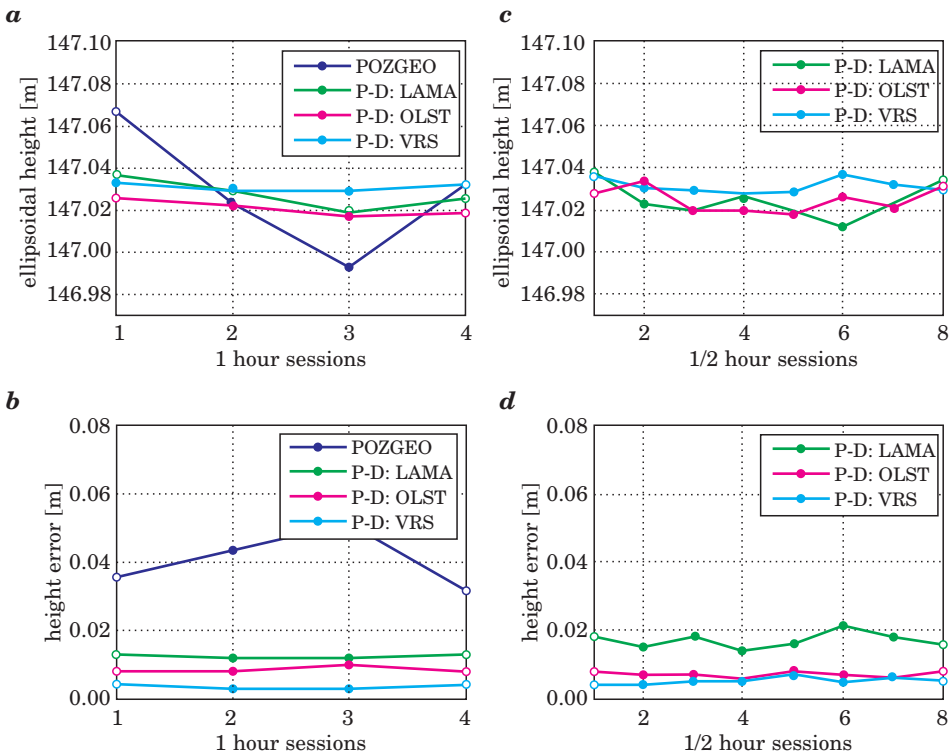 a
147.10
147.08
147.06
147.04
147.02
147.00
146.98
ellipsoidal height [m]
POZGEO
P-D: LAMA
P-D: OLST
P-D: VRS
1 2 3 4
1 hour sessions
c
147.10
147.08
147.06
147.04
147.02
147.00
146.98
ellipsoidal height [m]
P-D: LAMA
P-D: OLST
P-D: VRS
2 4 6 8
1/2 hour sessions
b
0.08
0.06
0.04
0.02
0.00
height error [m]
POZGEO
P-D: LAMA
P-D: OLST
P-D: VRS
1 2 3 4
1 hour sessions
d
0.08
0.06
0.04
0.02
0.00
height error [m]
P-D: LAMA
P-D: OLST
P-D: VRS
2 4 6 8
1/2 hour sessions